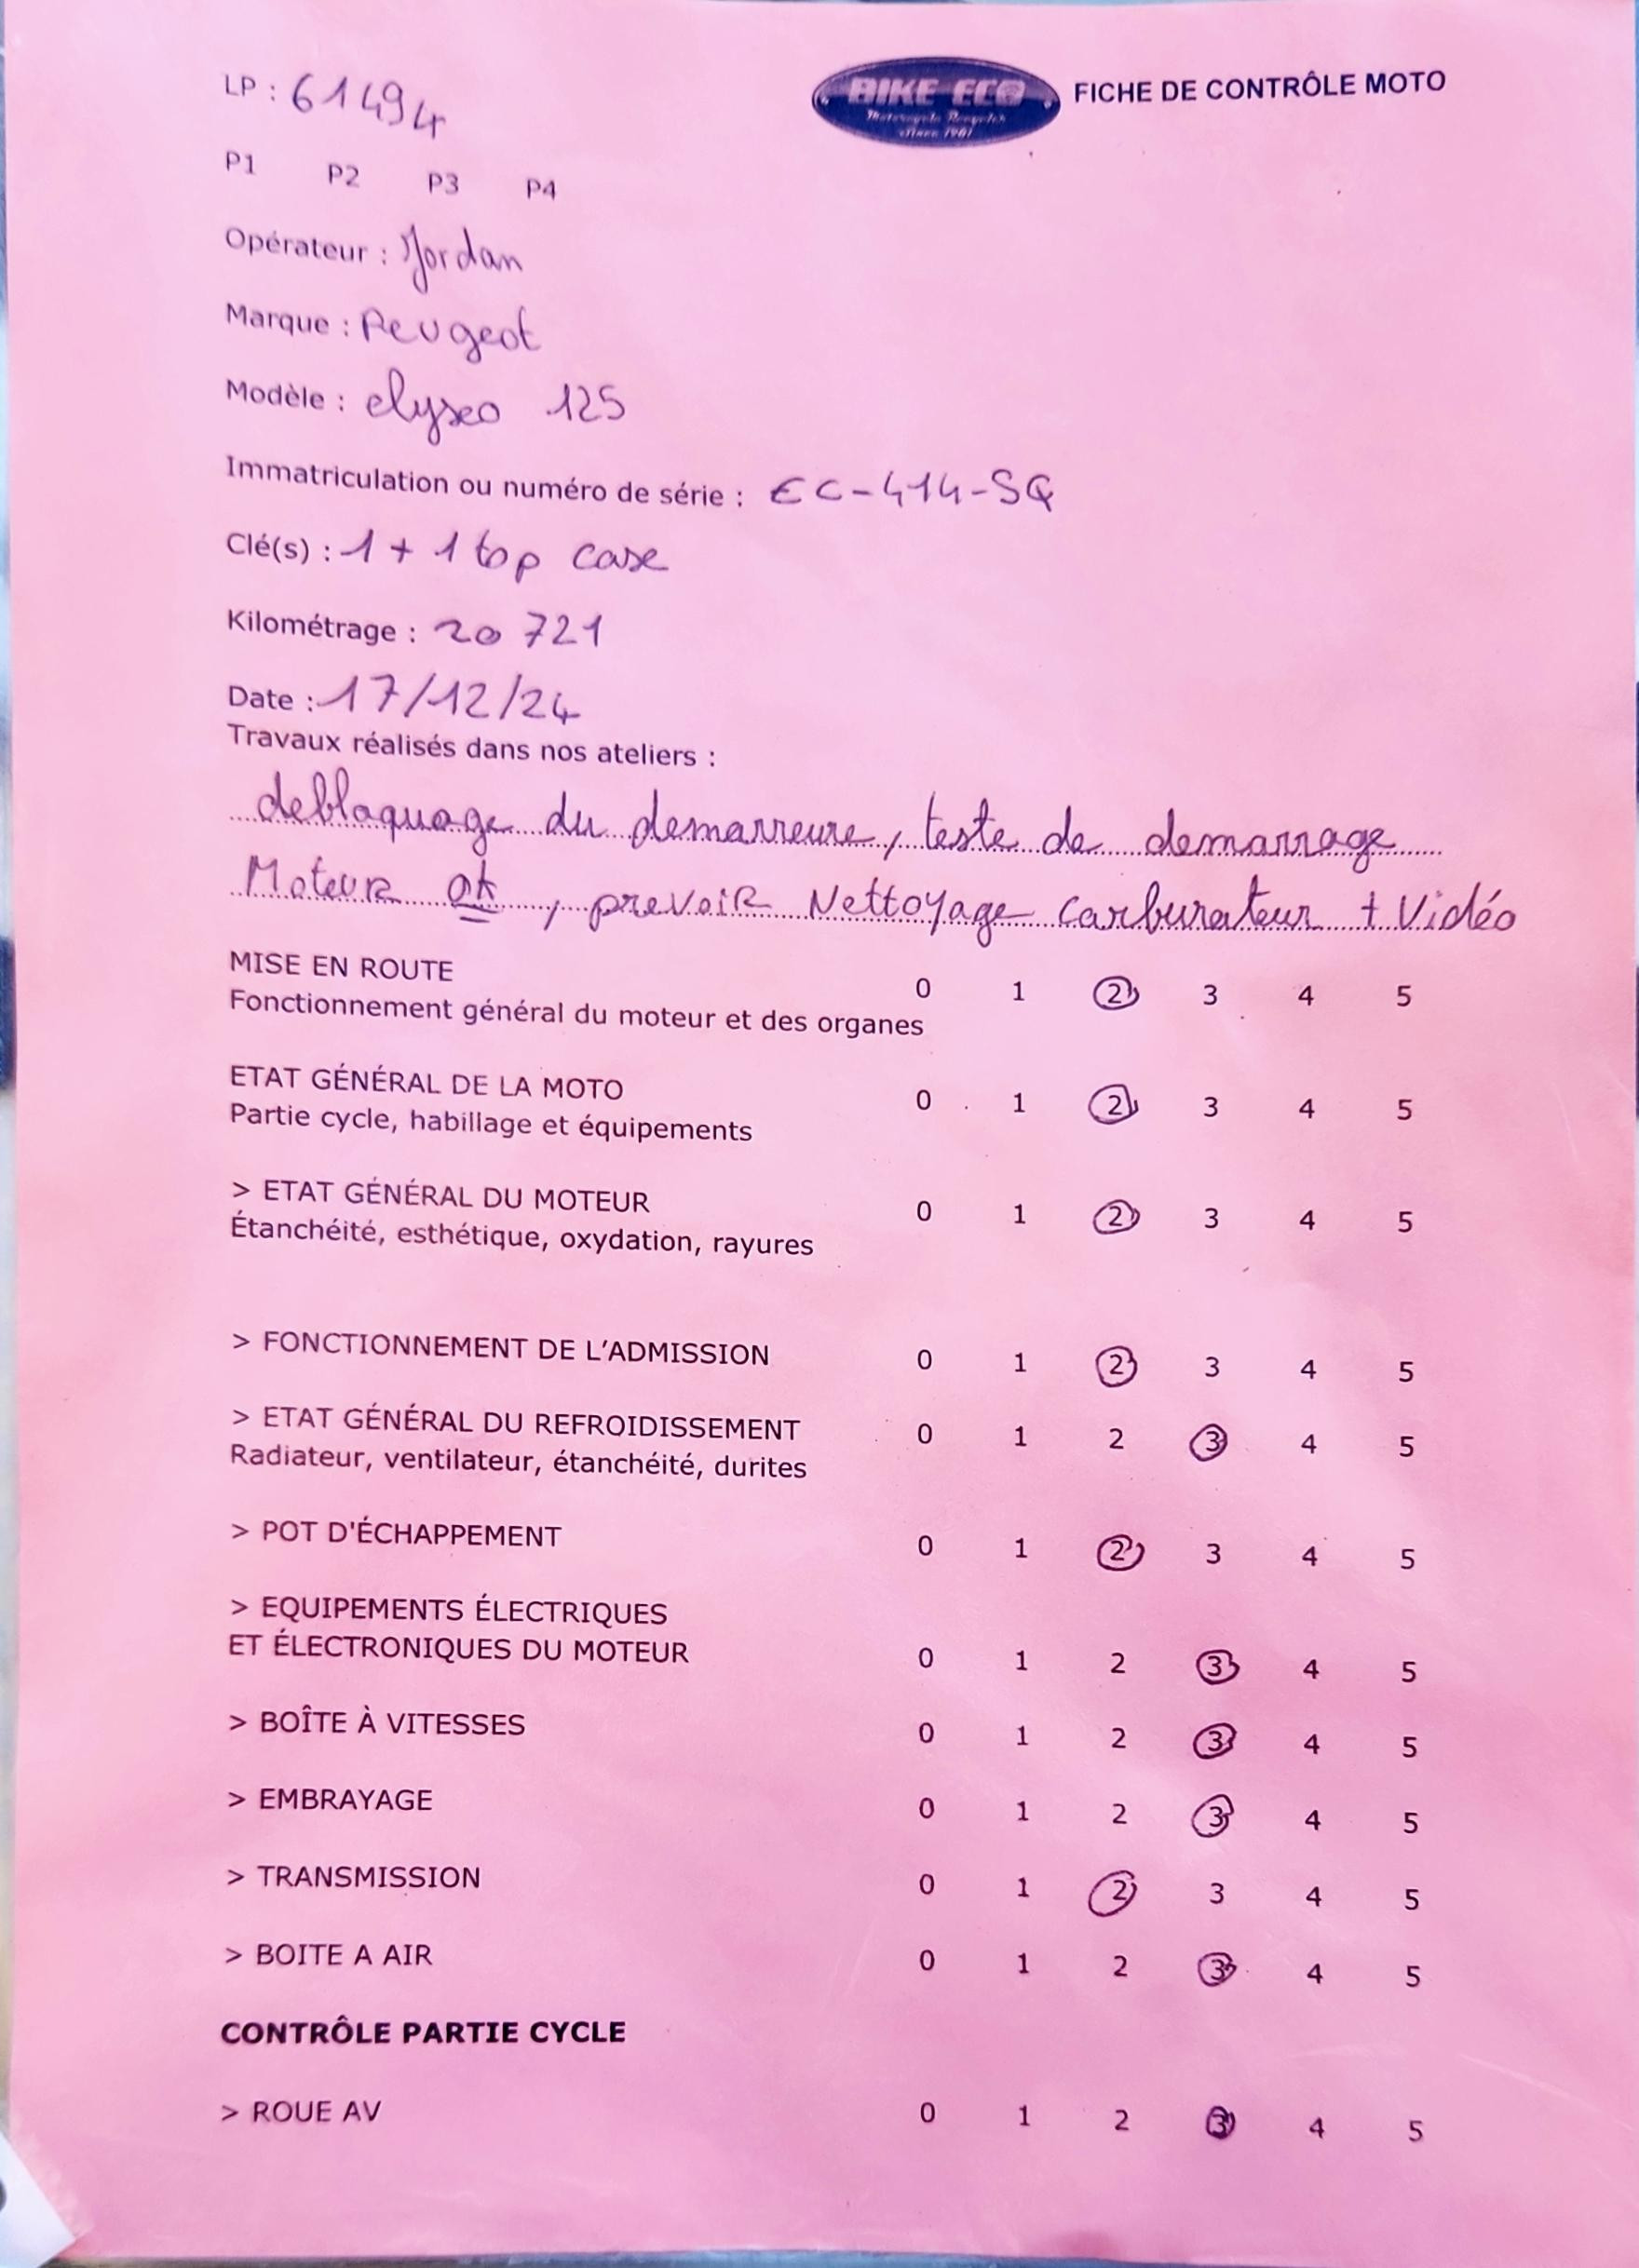 LP : 61494
BIKE ECO
Motorcycle Recycler
since 1981
FICHE DE CONTRÔLE MOTO
P1 P2 P3 P4
Opérateur : Jordan
Marque : Peugeot
Modèle : elyseo 125
Immatriculation ou numéro de série : EC-414-SQ
Clé(s) : 1 + 1 top case
Kilométrage : 20 721
Date : 17/12/24
Travaux réalisés dans nos ateliers :
deblaquage du demarreure, teste de demarrage
Moteur ok, prevoir Nettoyage carburateur + Vidéo
MISE EN ROUTE 0 1 2 3 4 5
Fonctionnement général du moteur et des organes
ETAT GÉNÉRAL DE LA MOTO 0 1 2 3 4 5
Partie cycle, habillage et équipements
> ETAT GÉNÉRAL DU MOTEUR 0 1 2 3 4 5
Étanchéité, esthétique, oxydation, rayures
> FONCTIONNEMENT DE L'ADMISSION 0 1 2 3 4 5
> ETAT GÉNÉRAL DU REFROIDISSEMENT 0 1 2 3 4 5
Radiateur, ventilateur, étanchéité, durites
> POT D'ÉCHAPPEMENT 0 1 2 3 4 5
> EQUIPEMENTS ÉLECTRIQUES
ET ÉLECTRONIQUES DU MOTEUR 0 1 2 3 4 5
> BOÎTE À VITESSES 0 1 2 3 4 5
> EMBRAYAGE 0 1 2 3 4 5
> TRANSMISSION 0 1 2 3 4 5
> BOITE A AIR 0 1 2 3 4 5
CONTRÔLE PARTIE CYCLE
> ROUE AV 0 1 2 3 4 5